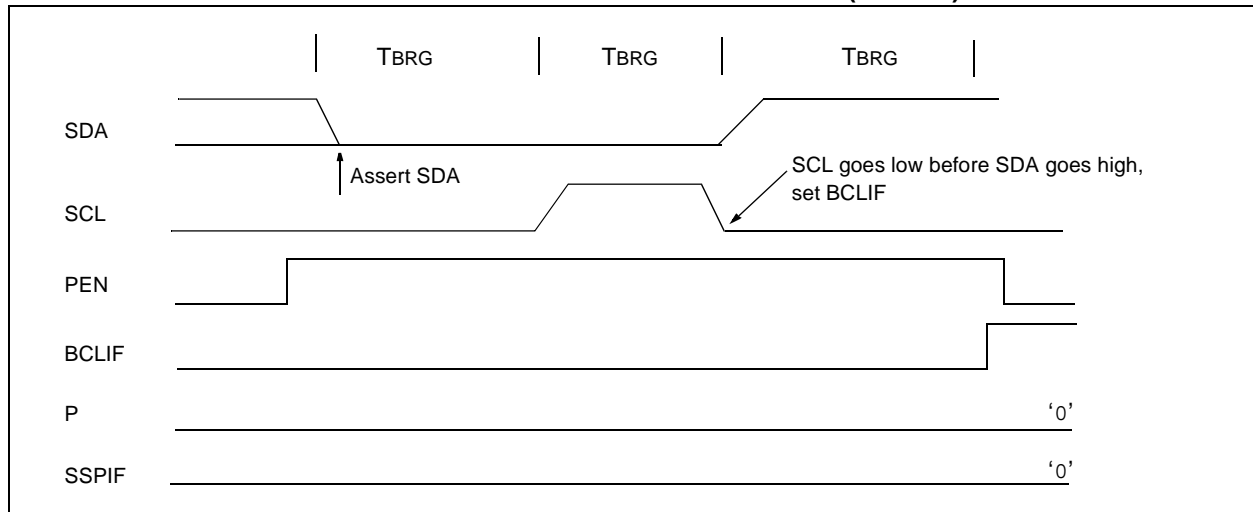 TBRG TBRG TBRG
SDA
Assert SDA
SCL goes low before SDA goes high,
set BCLIF
SCL
PEN
BCLIF
P
‘0’
SSPIF
‘0’